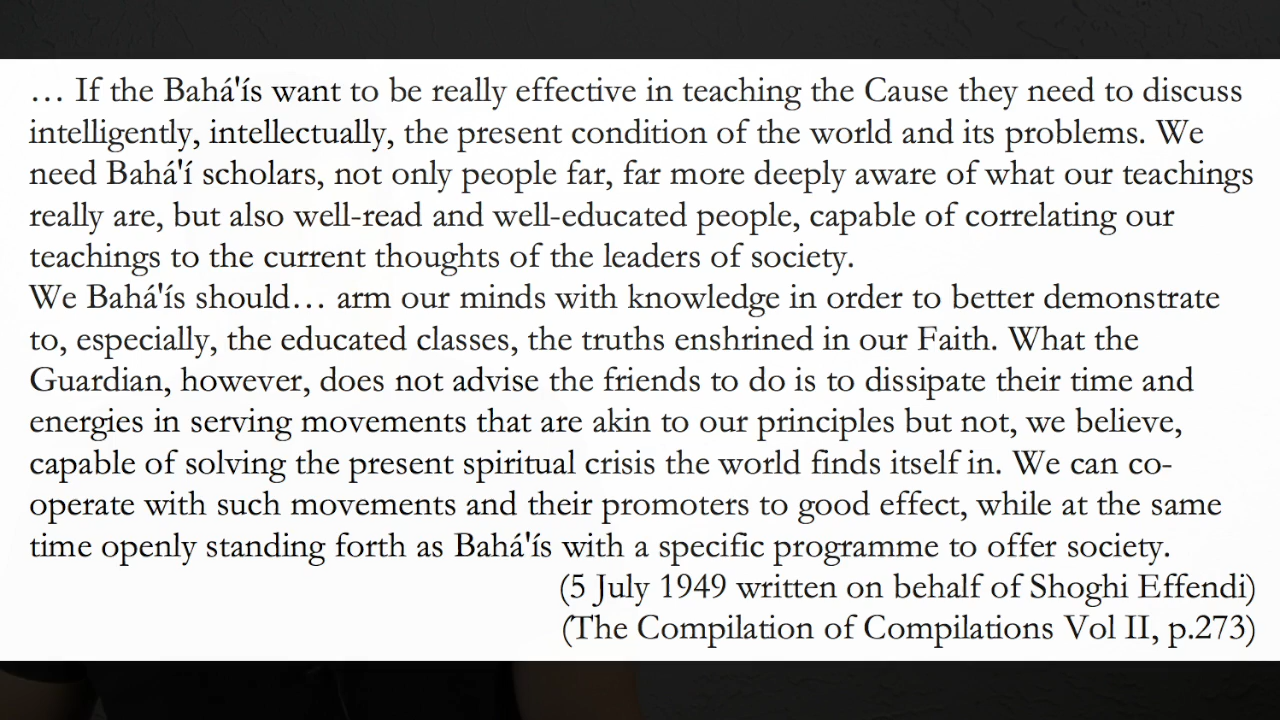 … If the Bahá'ís want to be really effective in teaching the Cause they need to discuss
intelligently, intellectually, the present condition of the world and its problems. We
need Bahá'í scholars, not only people far, far more deeply aware of what our teachings
really are, but also well-read and well-educated people, capable of correlating our
teachings to the current thoughts of the leaders of society.
We Bahá'ís should… arm our minds with knowledge in order to better demonstrate
to, especially, the educated classes, the truths enshrined in our Faith. What the
Guardian, however, does not advise the friends to do is to dissipate their time and
energies in serving movements that are akin to our principles but not, we believe,
capable of solving the present spiritual crisis the world finds itself in. We can co-
operate with such movements and their promoters to good effect, while at the same
time openly standing forth as Bahá'ís with a specific programme to offer society.
(5 July 1949 written on behalf of Shoghi Effendi)
(The Compilation of Compilations Vol II, p.273)